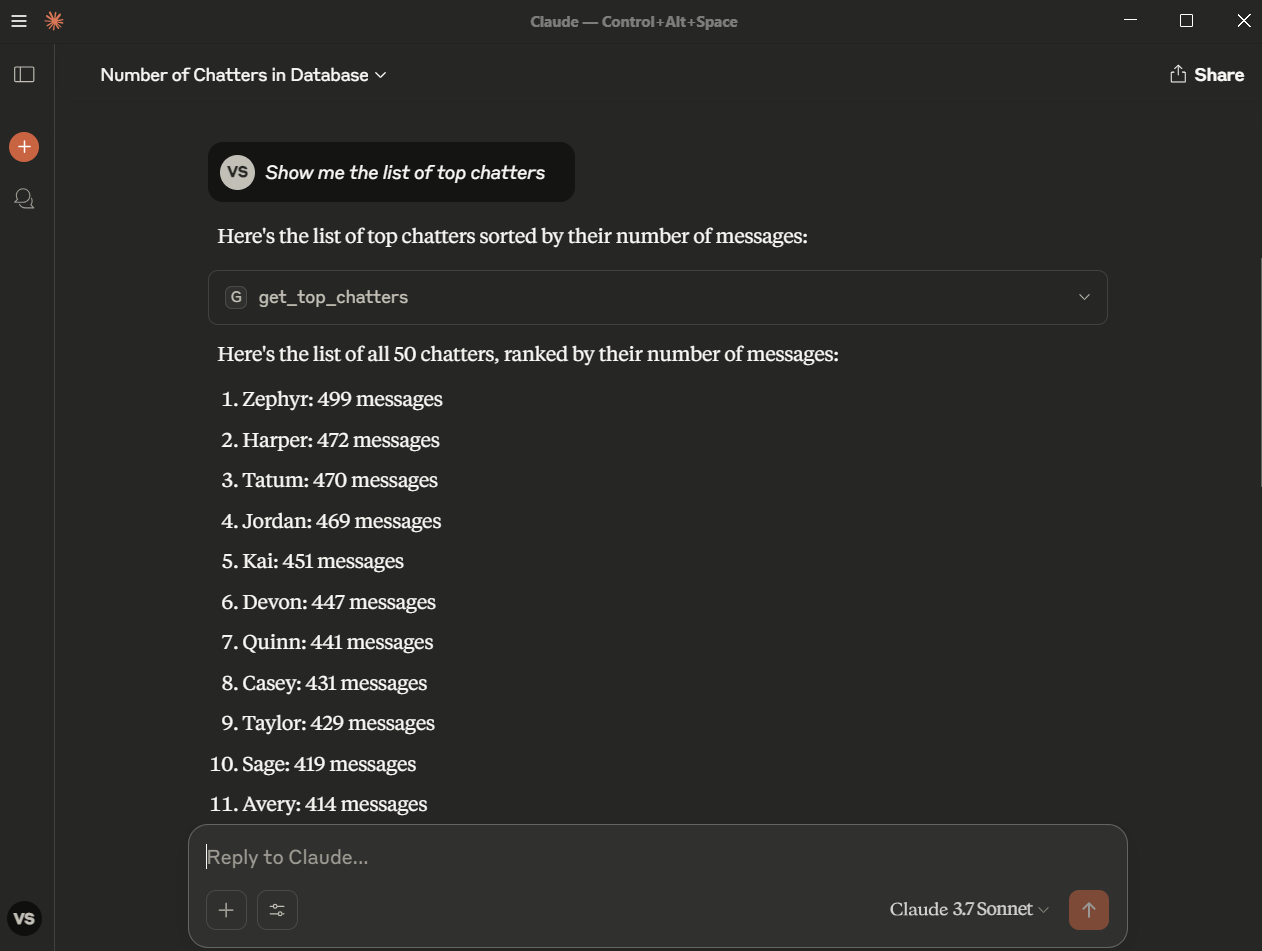 Claude — Control+Alt+Space
Number of Chatters in Database
Share
VS
Show me the list of top chatters
Here's the list of top chatters sorted by their number of messages:
G
get_top_chatters
Here's the list of all 50 chatters, ranked by their number of messages:
1. Zephyr: 499 messages
2. Harper: 472 messages
3. Tatum: 470 messages
4. Jordan: 469 messages
5. Kai: 451 messages
6. Devon: 447 messages
7. Quinn: 441 messages
8. Casey: 431 messages
9. Taylor: 429 messages
10. Sage: 419 messages
11. Avery: 414 messages
Reply to Claude...
Claude 3.7 Sonnet
VS